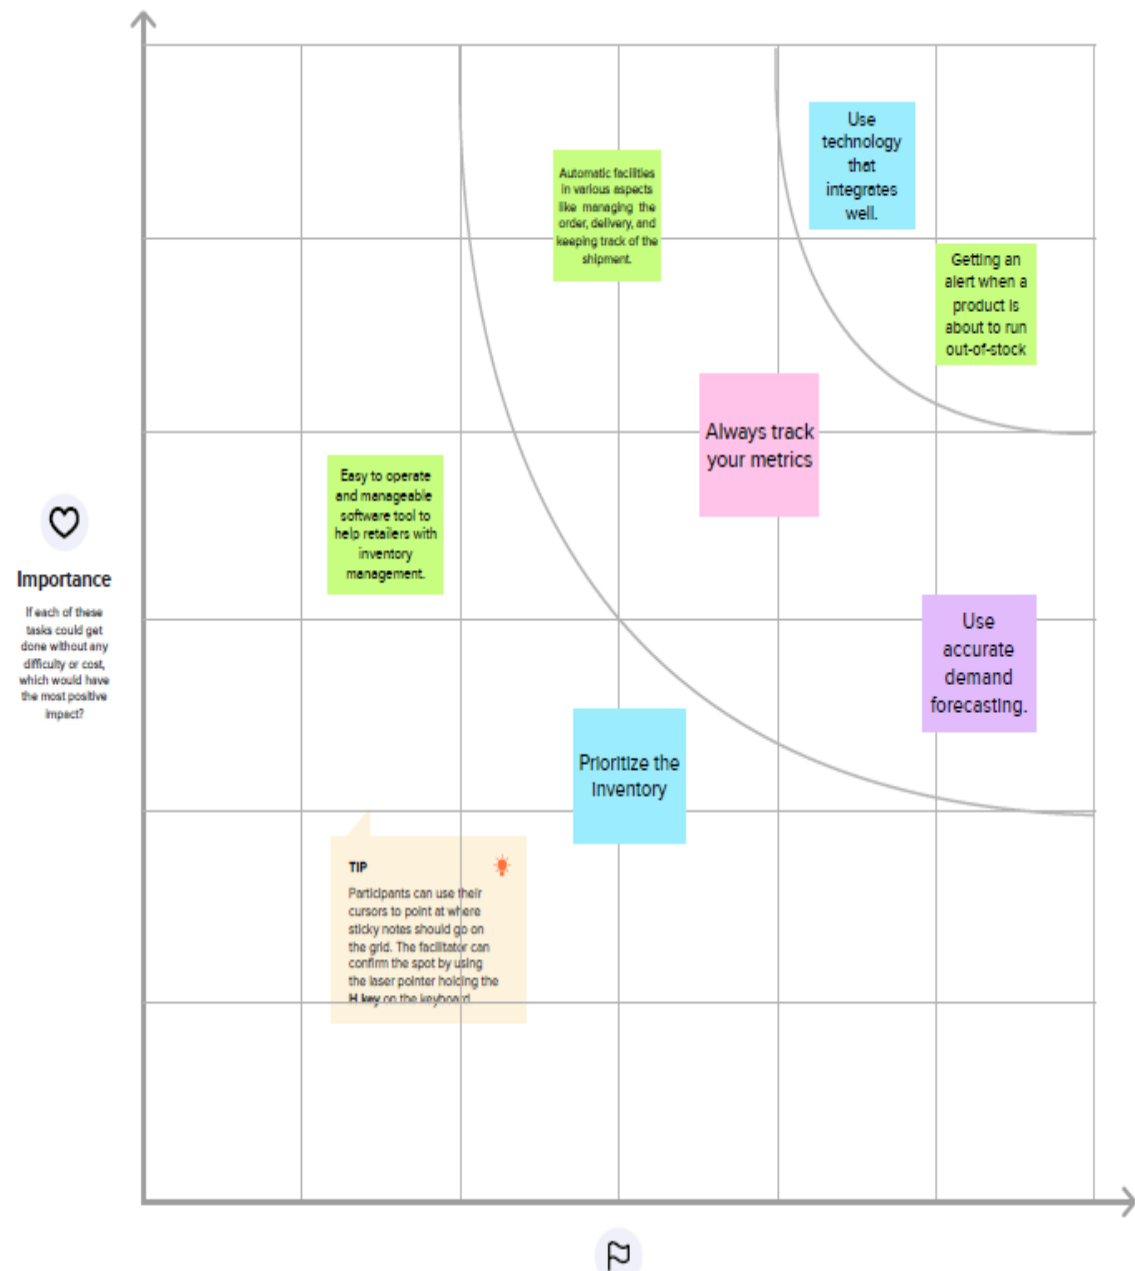 Use
technology
that
integrates
well.
Automatic facilities
in various aspects
like managing the
order, delivery, and
keeping track of the
shipment.
Getting an
alert when a
product is
about to run
out-of-stock
Always track
your metrics
Easy to operate
and manageable
software tool to
help retailers with
inventory
management.
Importance
If each of these
tasks could get
done without any
difficulty or cost,
which would have
the most positive
impact?
Use
accurate
demand
forecasting.
Prioritize the
inventory
TIP
Participants can use their
cursors to point at where
sticky notes should go on
the grid. The facilitator can
confirm the spot by using
the laser pointer holding the
H key on the keyboard